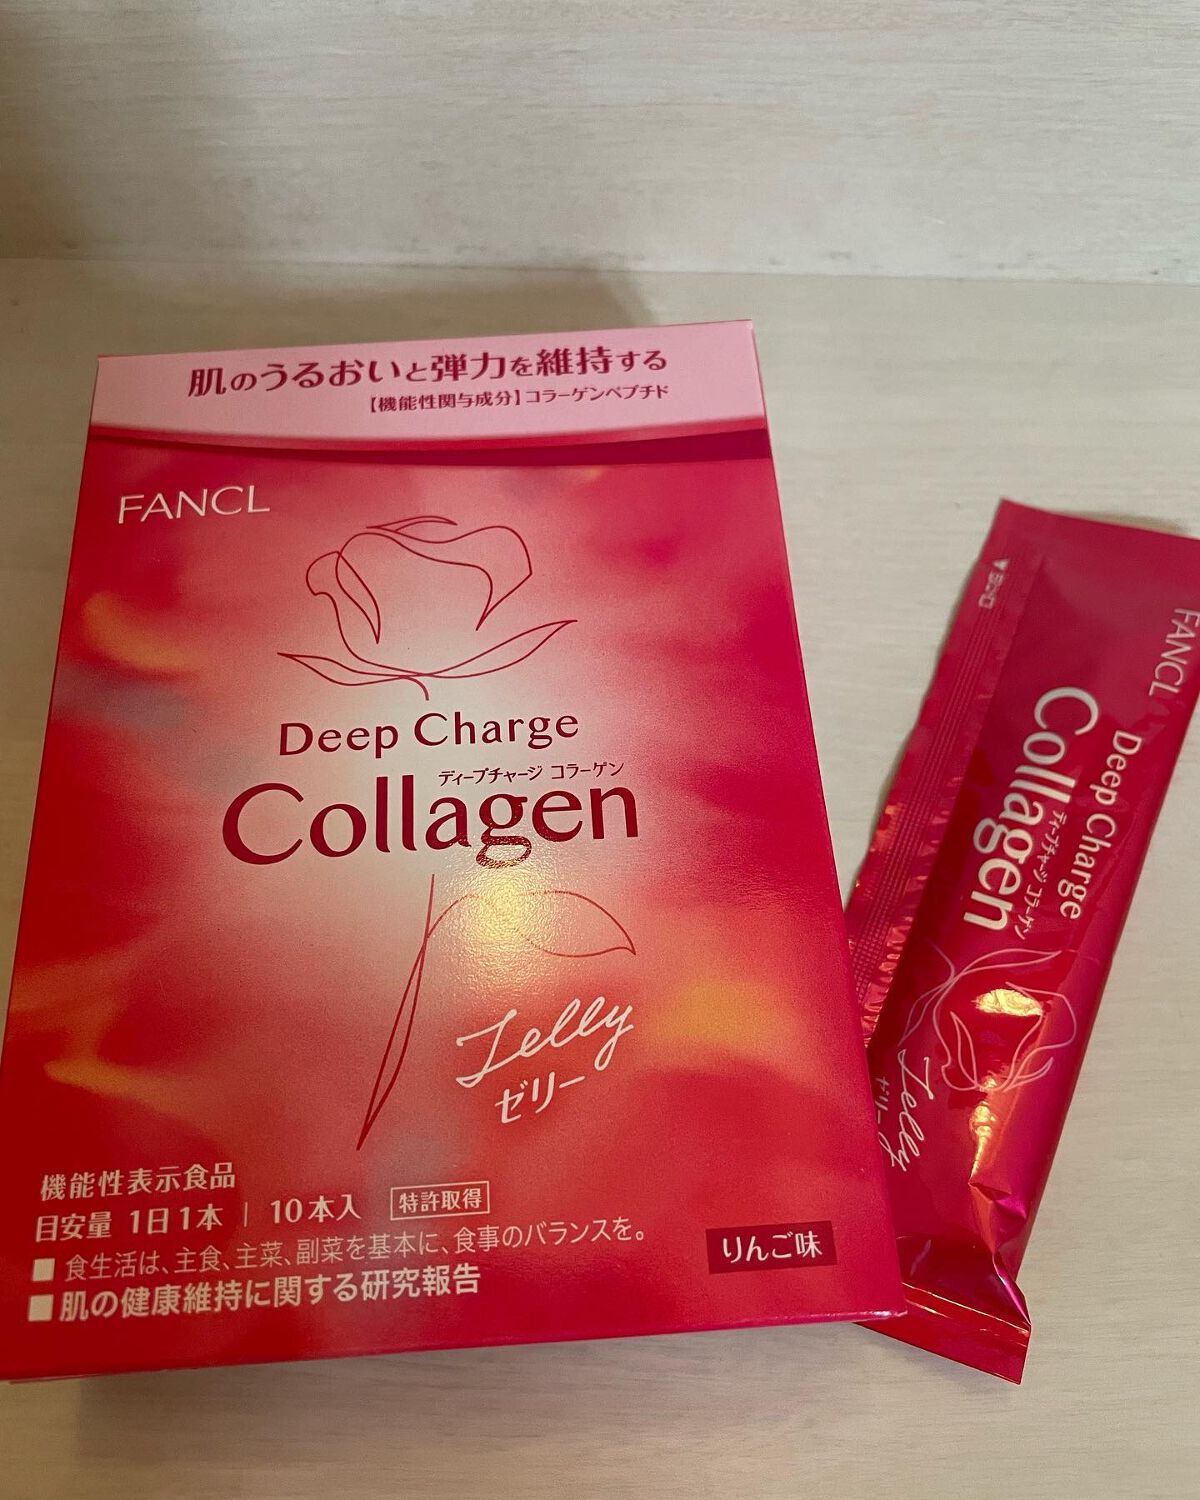 肌のうるおいと弾力を維持する
【機能性関与成分】コラーゲンペプチド
FANCL
Deep Charge
ディープチャージ コラーゲン
Collagen
Jelly
ゼリー
機能性表示食品
目安量 1日1本 | 10本入 特許取得
■ 食生活は、主食、主菜、副菜を基本に、食事のバランスを。
■ 肌の健康維持に関する研究報告
りんご味
FANCL
Deep Charge
ディープチャージ コラーゲン
Collagen
Jelly
ゼリー